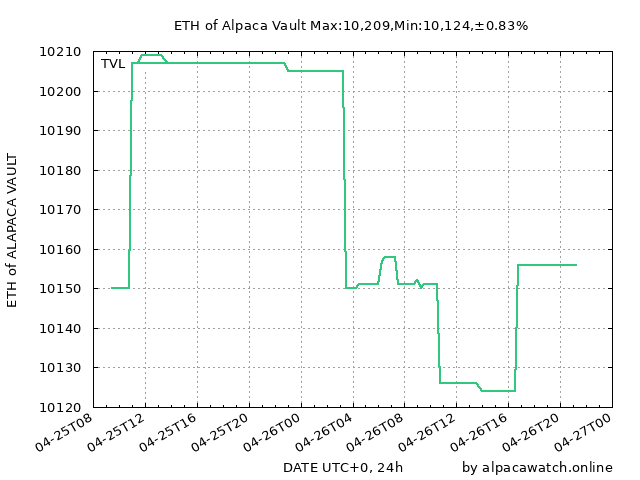 ETH of Alpaca Vault Max:10,209,Min:10,124,±0.83%
TVL
10210
10200
10190
10180
10170
10160
10150
10140
10130
10120
ETH of ALAPACA VAULT
04-25T08
04-25T12
04-25T16
04-25T20
04-26T00
04-26T04
04-26T08
04-26T12
04-26T16
04-26T20
04-27T00
DATE UTC+0, 24h
by alpacawatch.online